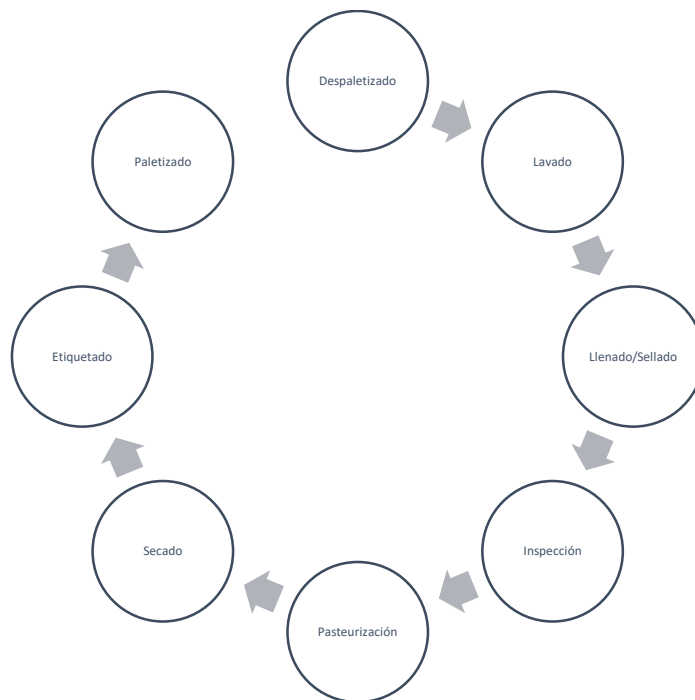 Despaletizado
Lavado
Llenado/Sellado
Inspección
Pasteurización
Secado
Etiquetado
Paletizado